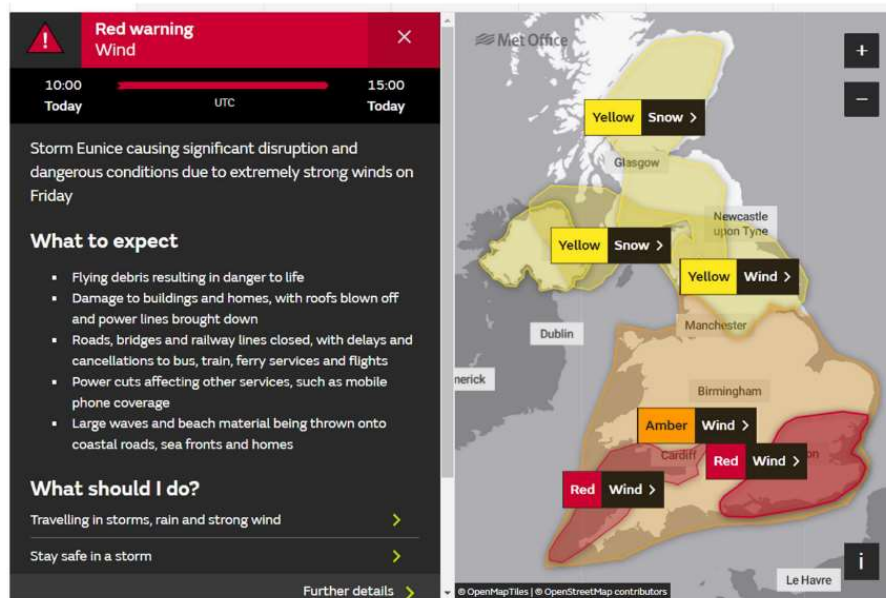 Red warning
Wind
10:00
Today
UTC
15:00
Today
Storm Eunice causing significant disruption and
dangerous conditions due to extremely strong winds on
Friday
What to expect
Flying debris resulting in danger to life
Damage to buildings and homes, with roofs blown off
and power lines brought down
Roads, bridges and railway lines closed, with delays and
cancellations to bus, train, ferry services and flights
Power cuts affecting other services, such as mobile
phone coverage
Large waves and beach material being thrown onto
coastal roads, sea fronts and homes
What should I do?
Travelling in storms, rain and strong wind
Stay safe in a storm
Further details
Met Office
Yellow Snow
Glasgow
Newcastle
upon Tyne
Yellow Snow
Yellow Wind
Manchester
Dublin
merick
Birmingham
Amber Wind
Cardiff
Red Wind
on
Red Wind
Le Havre
i
© OpenMapTiles | © OpenStreetMap contributors